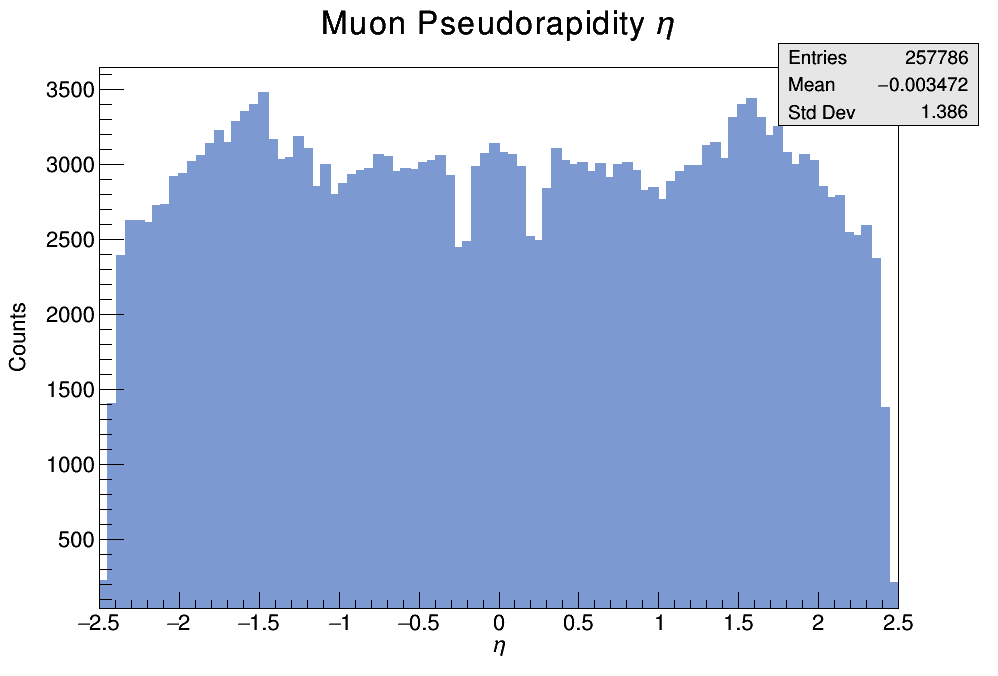 Muon Pseudorapidity η
Entries 257786
Mean −0.003472
Std Dev 1.386
Counts
3500
3000
2500
2000
1500
1000
500
−2.5 −2 −1.5 −1 −0.5 0 0.5 1 1.5 2 2.5
η